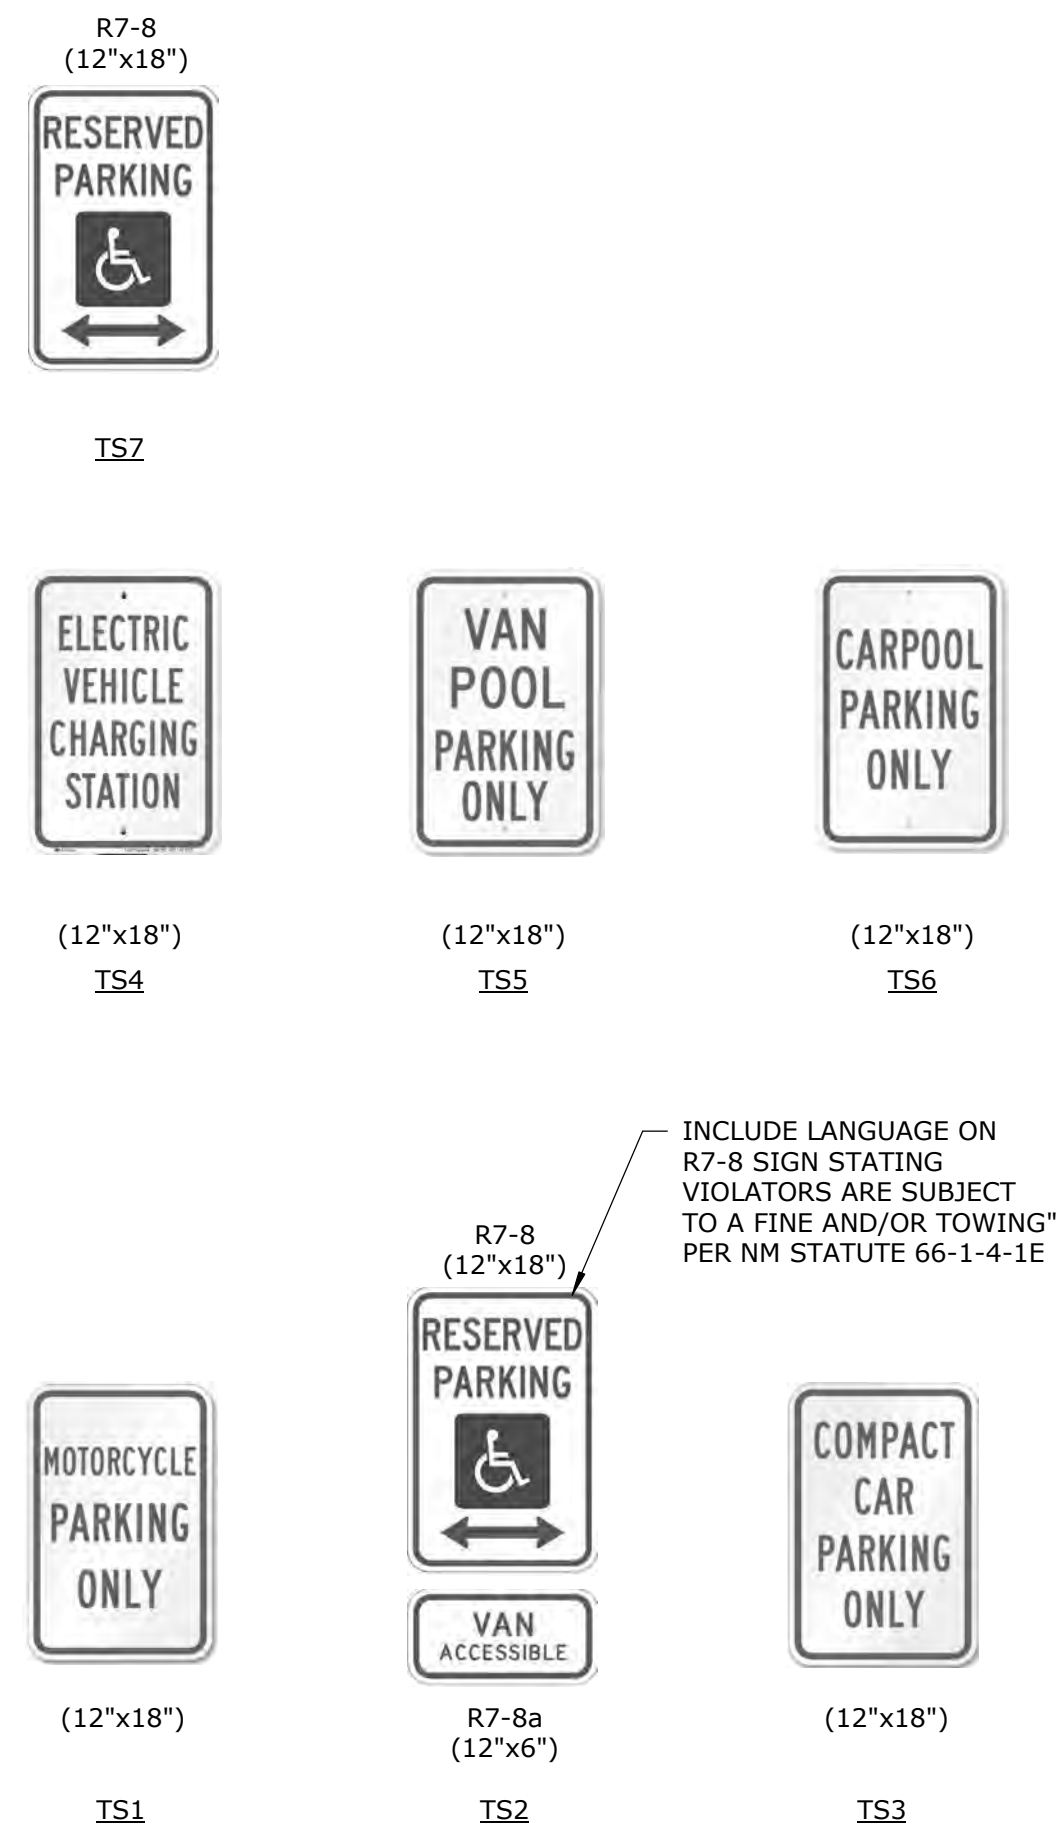 R7-8
(12"x18")
RESERVED
PARKING
TS7
ELECTRIC
VEHICLE
CHARGING
STATION
(12"x18")
TS4
VAN
POOL
PARKING
ONLY
(12"x18")
TS5
CARPOOL
PARKING
ONLY
(12"x18")
TS6
INCLUDE LANGUAGE ON
R7-8 SIGN STATING
VIOLATORS ARE SUBJECT
TO A FINE AND/OR TOWING"
PER NM STATUTE 66-1-4-1E
MOTORCYCLE
PARKING
ONLY
(12"x18")
TS1
R7-8
(12"x18")
RESERVED
PARKING
VAN
ACCESSIBLE
R7-8a
(12"x6")
TS2
COMPACT
CAR
PARKING
ONLY
(12"x18")
TS3